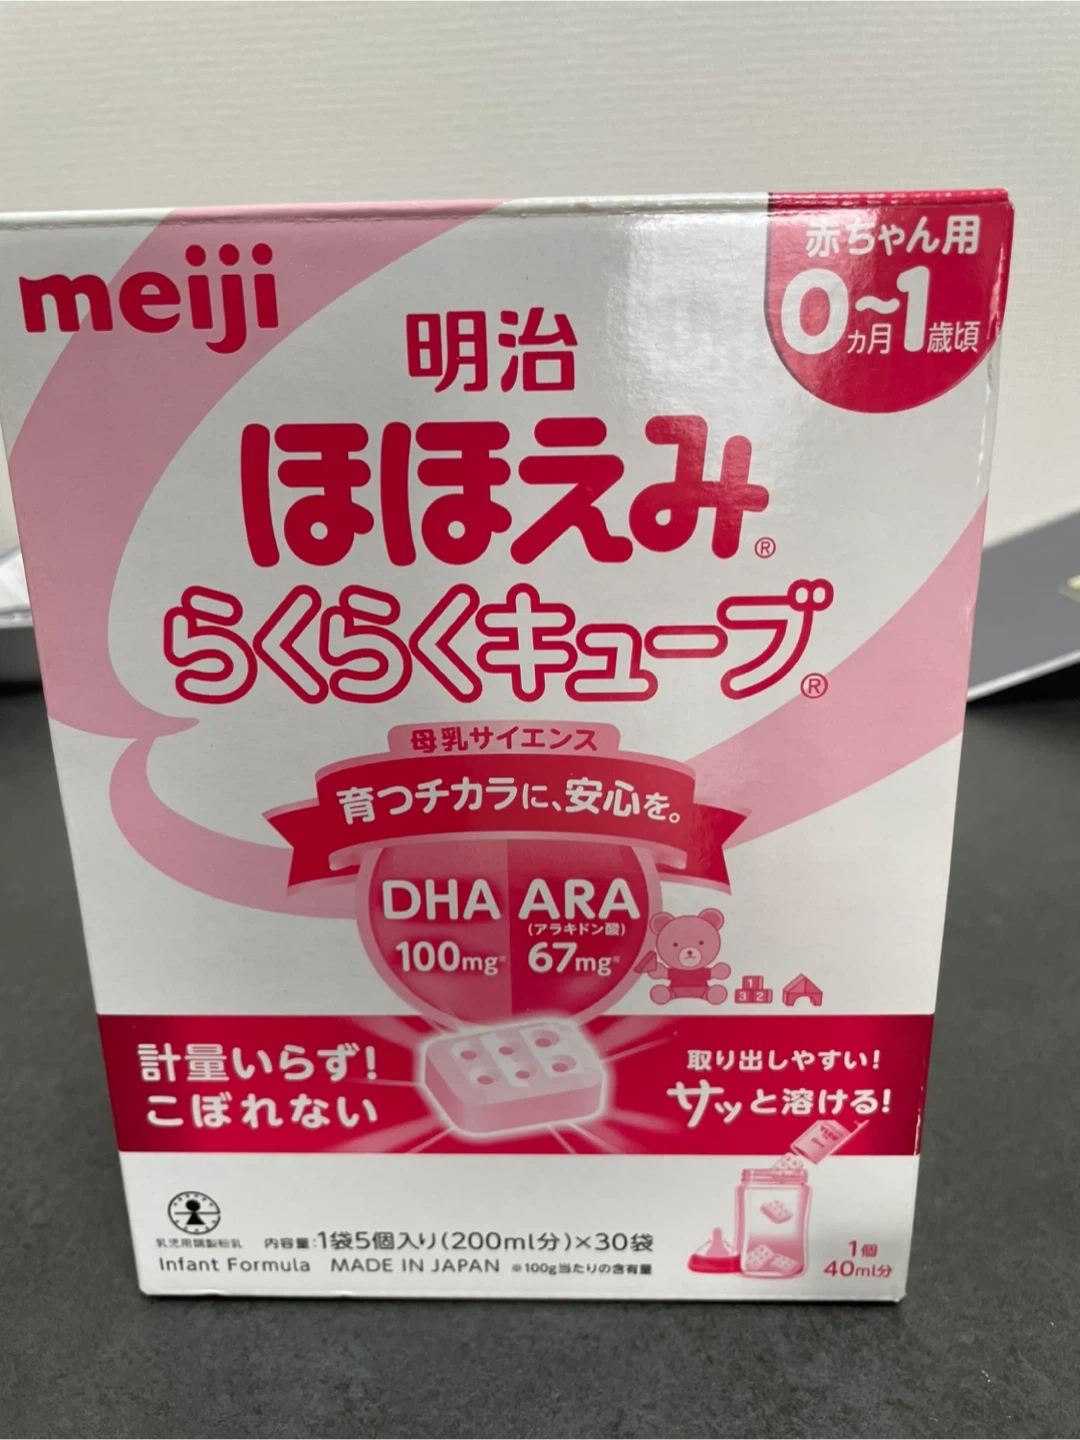 meiji
赤ちゃん用
0ヵ月~1歳頃
明治
ほほえみ®
らくらくキューブ®
母乳サイエンス
育つチカラに、安心を。
DHA
100mg※
ARA
(アラキドン酸)
67mg※
1
3 2
計量いらず!
こぼれない
取り出しやすい!
サッと溶ける!
乳児用調製粉乳
内容量:1袋5個入り(200ml分)×30袋
Infant Formula MADE IN JAPAN ※100g当たりの含有量
1個
40ml分